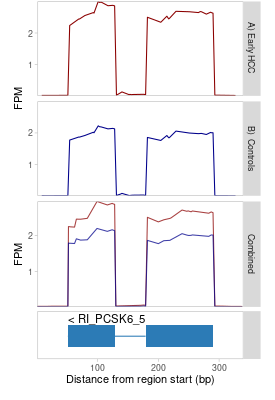 2
1
A) Early HCC
FPM
2
1
B) Controls
2
1
Combined
FPM
< RI_PCSK6_5
100 200 300
Distance from region start (bp)